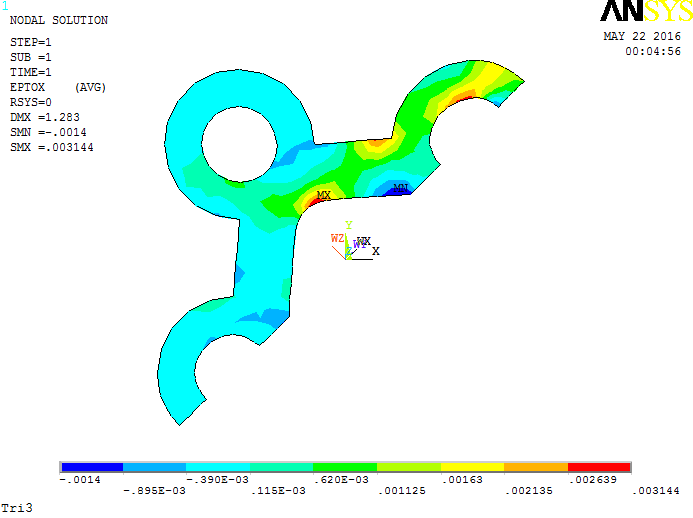 1
ANSYS
NODAL SOLUTION
MAY 22 2016
00:04:56
STEP=1
SUB =1
TIME=1
EPTOX (AVG)
RSYS=0
DMX =1.283
SMN =-.0014
SMX =.003144
MX
MN
Y
WZ WY WX
Z X
-.0014 -.390E-03 .620E-03 .00163 .002639
-.895E-03 .115E-03 .001125 .002135 .003144
Tri3